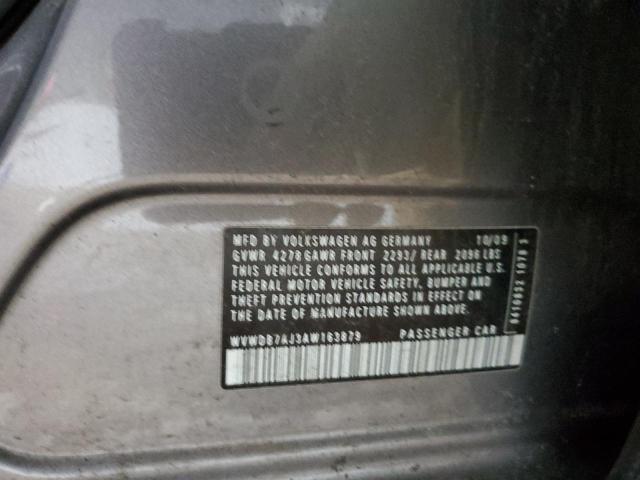 MFD BY VOLKSWAGEN AG GERMANY 10/09
GVWR 4278 GAWR FRONT 2293/ REAR 2096 LBS
THIS VEHICLE CONFORMS TO ALL APPLICABLE U.S.
FEDERAL MOTOR VEHICLE SAFETY, BUMPER AND
THEFT PREVENTION STANDARDS IN EFFECT ON
THE DATE OF MANUFACTURE SHOWN ABOVE.
WVWDB7AJ3AW163879 PASSENGER CAR